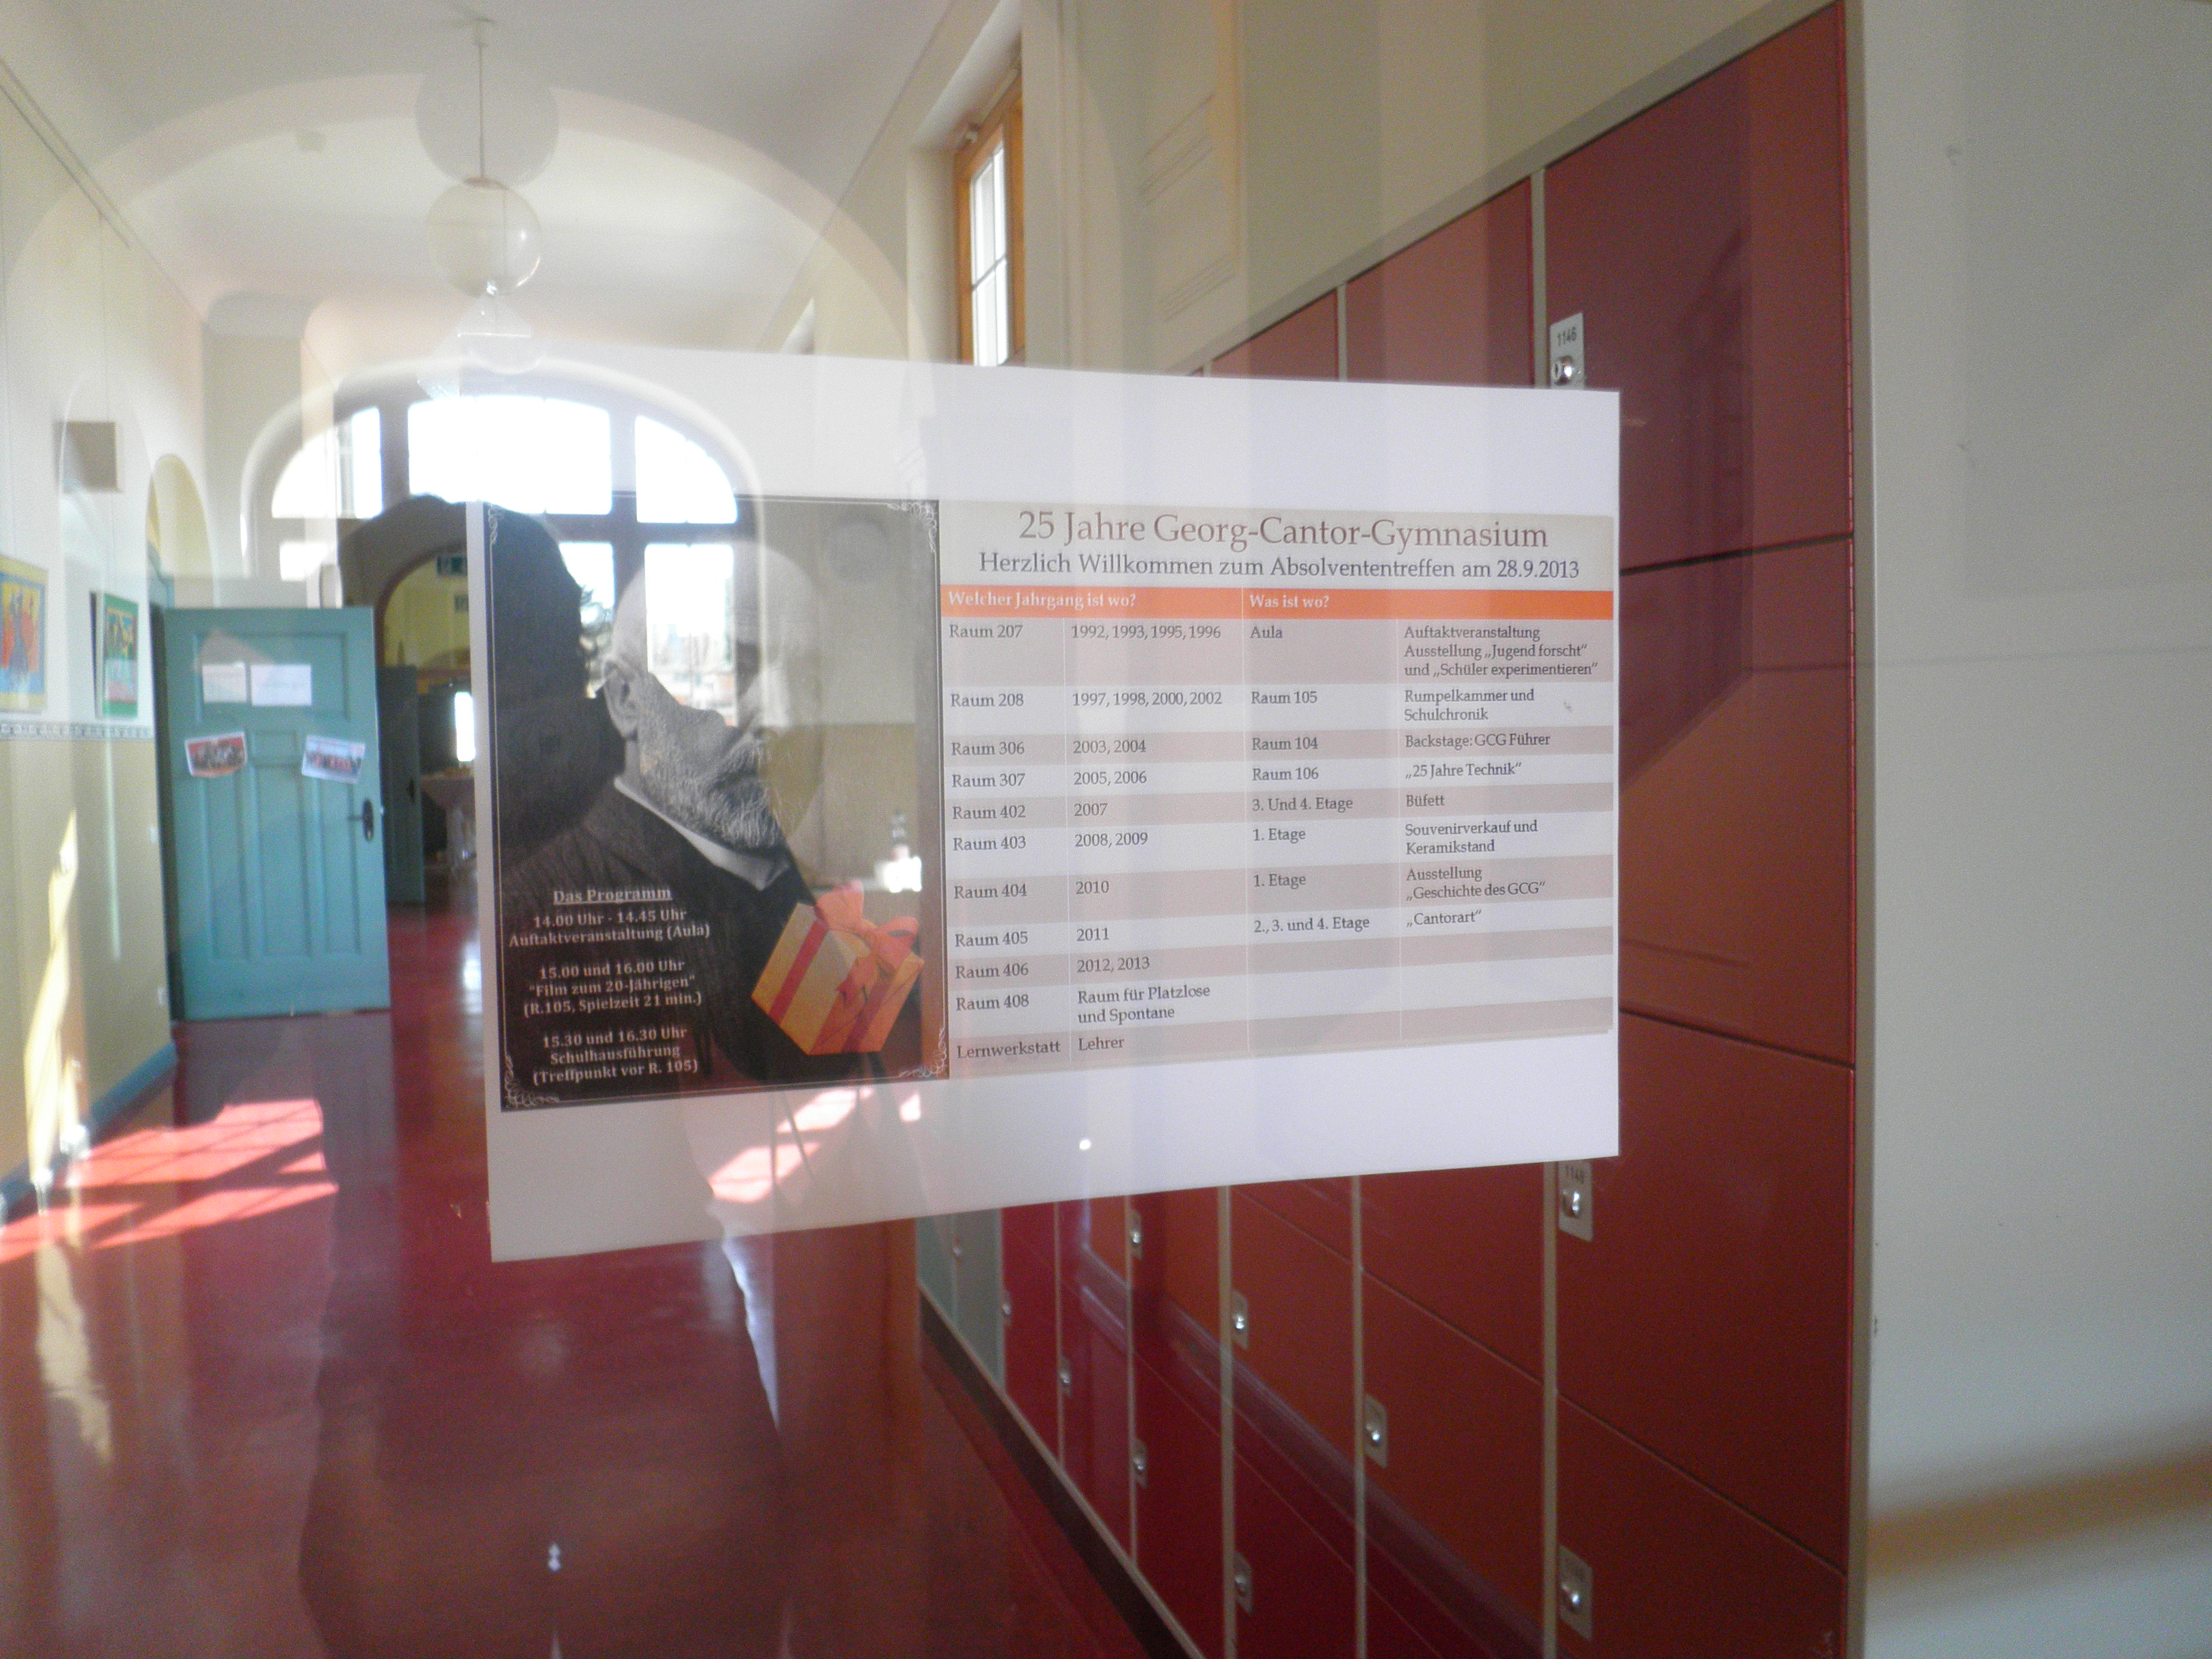 25 Jahre Georg-Cantor-Gymnasium
Herzlich Willkommen zum Absolvententreffen am 28.9.2013
Welcher Jahrgang ist wo? Was ist wo?
Raum 207 1992, 1993, 1995, 1996 Aula Auftaktveranstaltung
Ausstellung „Jugend forscht“
und „Schüler experimentieren“
Raum 208 1997, 1998, 2000, 2002 Raum 105 Rumpelkammer und
Schulchronik
Raum 306 2003, 2004 Raum 104 Backstage: GCG Führer
Raum 307 2005, 2006 Raum 106 „25 Jahre Technik“
Raum 402 2007 3. Und 4. Etage Büfett
Raum 403 2008, 2009 1. Etage Souvenirverkauf und
Keramikstand
Raum 404 2010 1. Etage Ausstellung
„Geschichte des GCG“
Raum 405 2011 2., 3. und 4. Etage „Cantorart“
Raum 406 2012, 2013
Raum 408 Raum für Platzlose
und Spontane
Lernwerkstatt Lehrer
Das Programm
14.00 Uhr - 14.45 Uhr
Auftaktveranstaltung (Aula)
15.00 und 16.00 Uhr
"Film zum 20-Jährigen"
(R.105, Spielzeit 21 min.)
15.30 und 16.30 Uhr
Schulhausführung
(Treffpunkt vor R. 105)
1146
1148